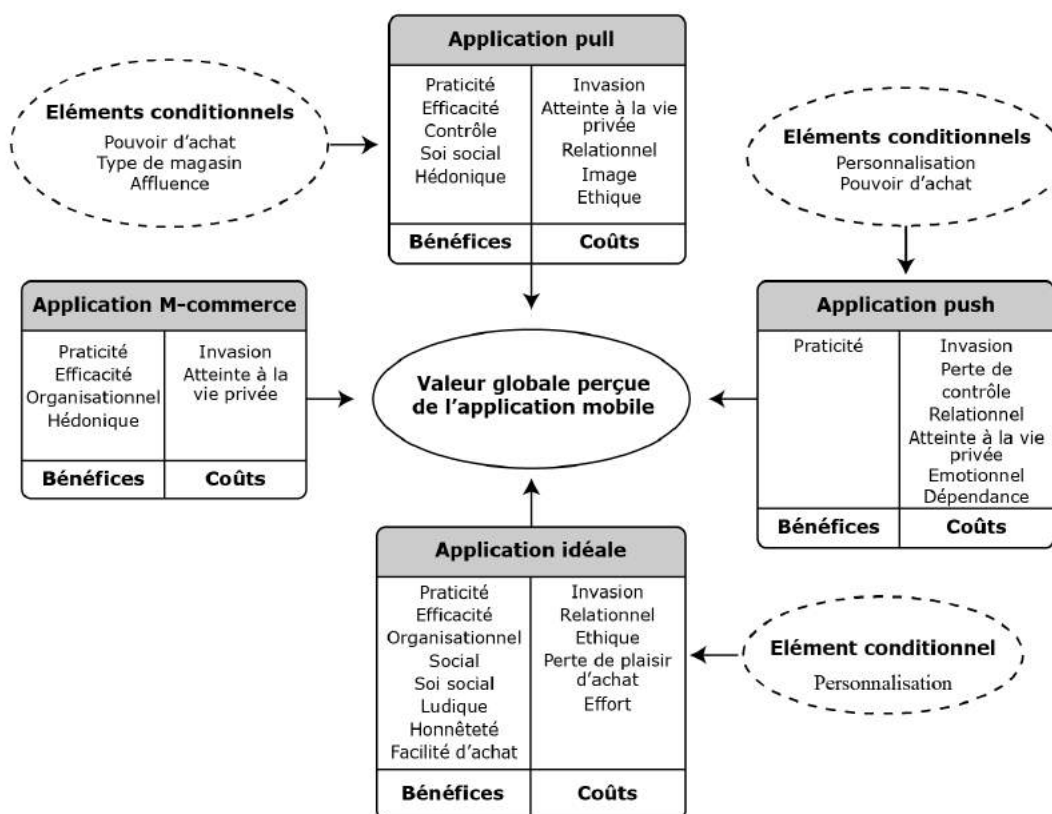 Application pull
Praticité
Efficacité
Contrôle
Soi social
Hédonique
Invasion
Atteinte à la vie
privée
Relationnel
Image
Ethique
Bénéfices
Coûts
Eléments conditionnels
Pouvoir d'achat
Type de magasin
Affluence
Eléments conditionnels
Personnalisation
Pouvoir d'achat
Application M-commerce
Praticité
Efficacité
Organisationnel
Hédonique
Invasion
Atteinte à la
vie privée
Bénéfices
Coûts
Valeur globale perçue
de l'application mobile
Application push
Praticité
Invasion
Perte de
contrôle
Relationnel
Atteinte à la vie
privée
Emotionnel
Dépendance
Bénéfices
Coûts
Application idéale
Praticité
Efficacité
Organisationnel
Social
Soi social
Ludique
Honnêteté
Facilité d'achat
Invasion
Relationnel
Ethique
Perte de plaisir
d'achat
Effort
Bénéfices
Coûts
Elément conditionnel
Personnalisation